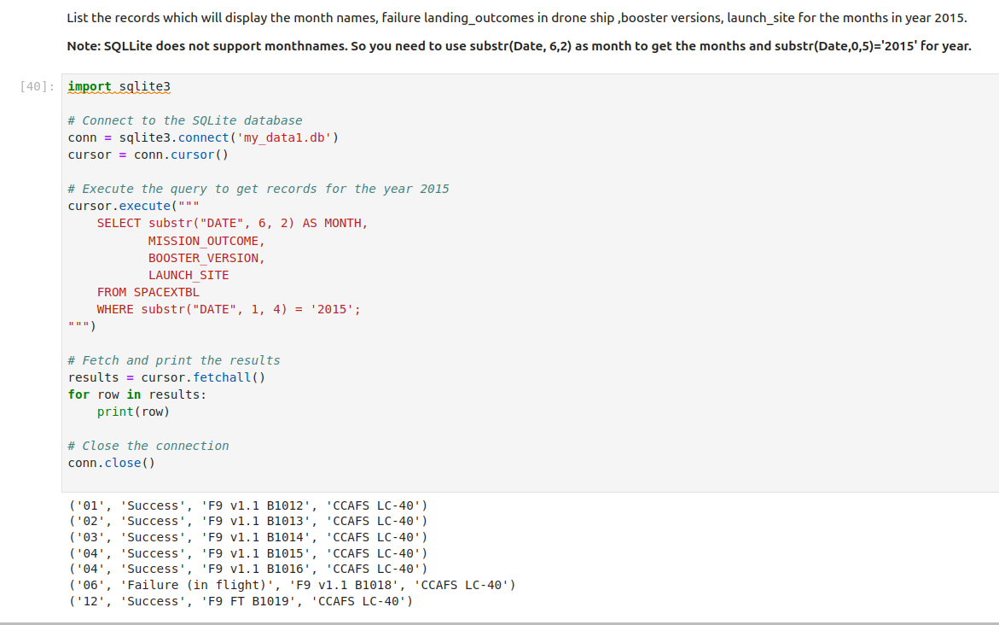 List the records which will display the month names, failure landing_outcomes in drone ship ,booster versions, launch_site for the months in year 2015.
Note: SQLLite does not support monthnames. So you need to use substr(Date, 6,2) as month to get the months and substr(Date,0,5)='2015' for year.
[40]:
import sqlite3
# Connect to the SQLite database
conn = sqlite3.connect('my_data1.db')
cursor = conn.cursor()
# Execute the query to get records for the year 2015
cursor.execute("""
SELECT substr("DATE", 6, 2) AS MONTH,
MISSION_OUTCOME,
BOOSTER_VERSION,
LAUNCH_SITE
FROM SPACEXTBL
WHERE substr("DATE", 1, 4) = '2015';
""")
# Fetch and print the results
results = cursor.fetchall()
for row in results:
print(row)
# Close the connection
conn.close()
('01', 'Success', 'F9 v1.1 B1012', 'CCAFS LC-40')
('02', 'Success', 'F9 v1.1 B1013', 'CCAFS LC-40')
('03', 'Success', 'F9 v1.1 B1014', 'CCAFS LC-40')
('04', 'Success', 'F9 v1.1 B1015', 'CCAFS LC-40')
('04', 'Success', 'F9 v1.1 B1016', 'CCAFS LC-40')
('06', 'Failure (in flight)', 'F9 v1.1 B1018', 'CCAFS LC-40')
('12', 'Success', 'F9 FT B1019', 'CCAFS LC-40')